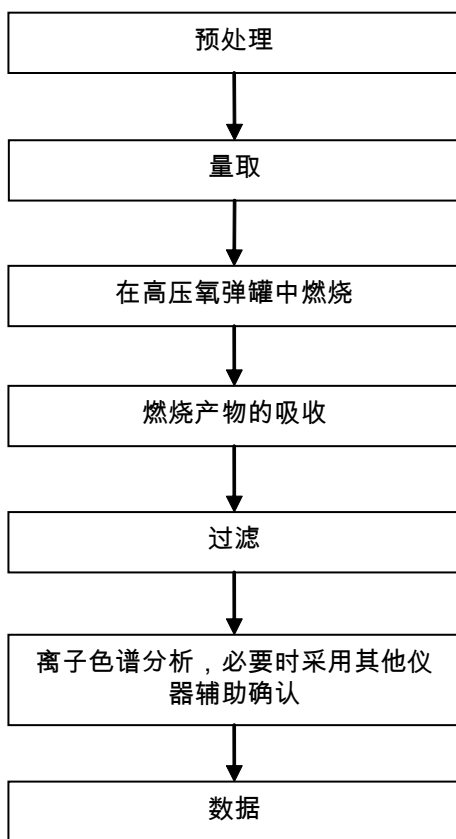 预处理
量取
在高压氧弹罐中燃烧
燃烧产物的吸收
过滤
离子色谱分析，必要时采用其他仪
器辅助确认
数据